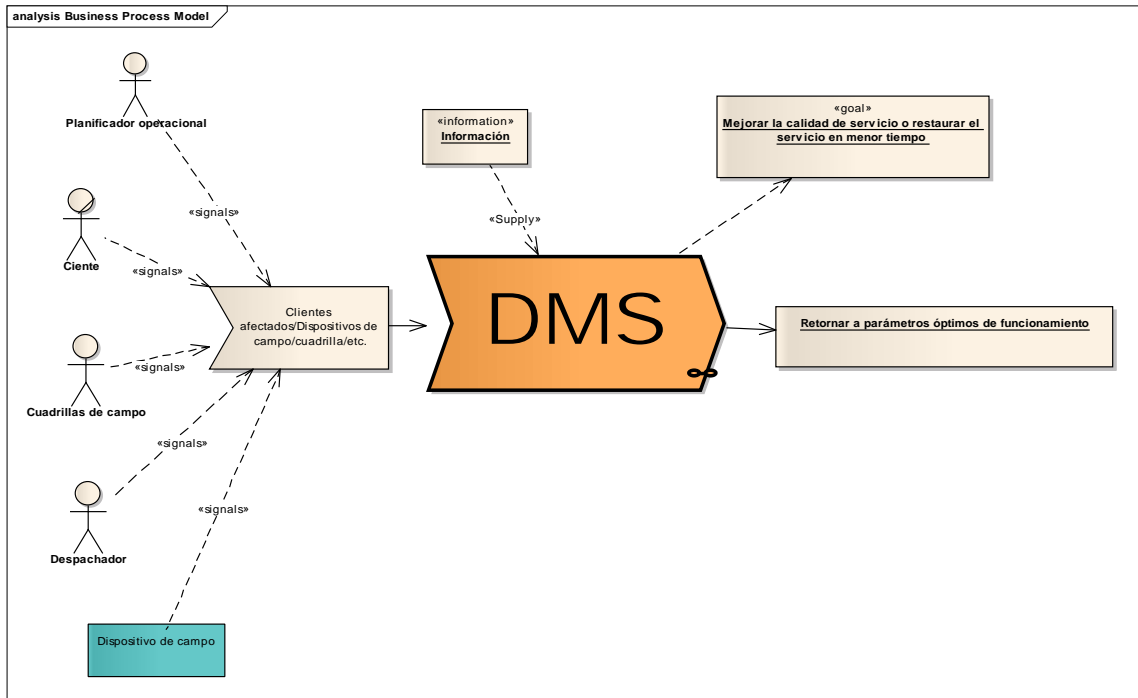 analysis Business Process Model
Planificador operacional
«signals»
Ciente
«signals»
Cuadrillas de campo
«signals»
Despachador
«signals»
Dispositivo de campo
«signals»
Clientes
afectados/Dispositivos de
campo/cuadrilla/etc.
«information»
Información
«Supply»
DMS
«goal»
Mejorar la calidad de servicio o restaurar el
servicio en menor tiempo
Retornar a parámetros óptimos de funcionamiento